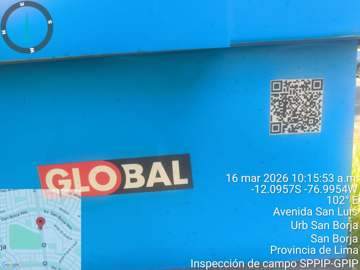 GLOBAL
16 mar 2026 10:15:53 a.m.
-12.0957S -76.9954W
102° E
Avenida San Luis
Urb San Borja
San Borja
Provincia de Lima
Inspección de campo SPPIP-GPIP